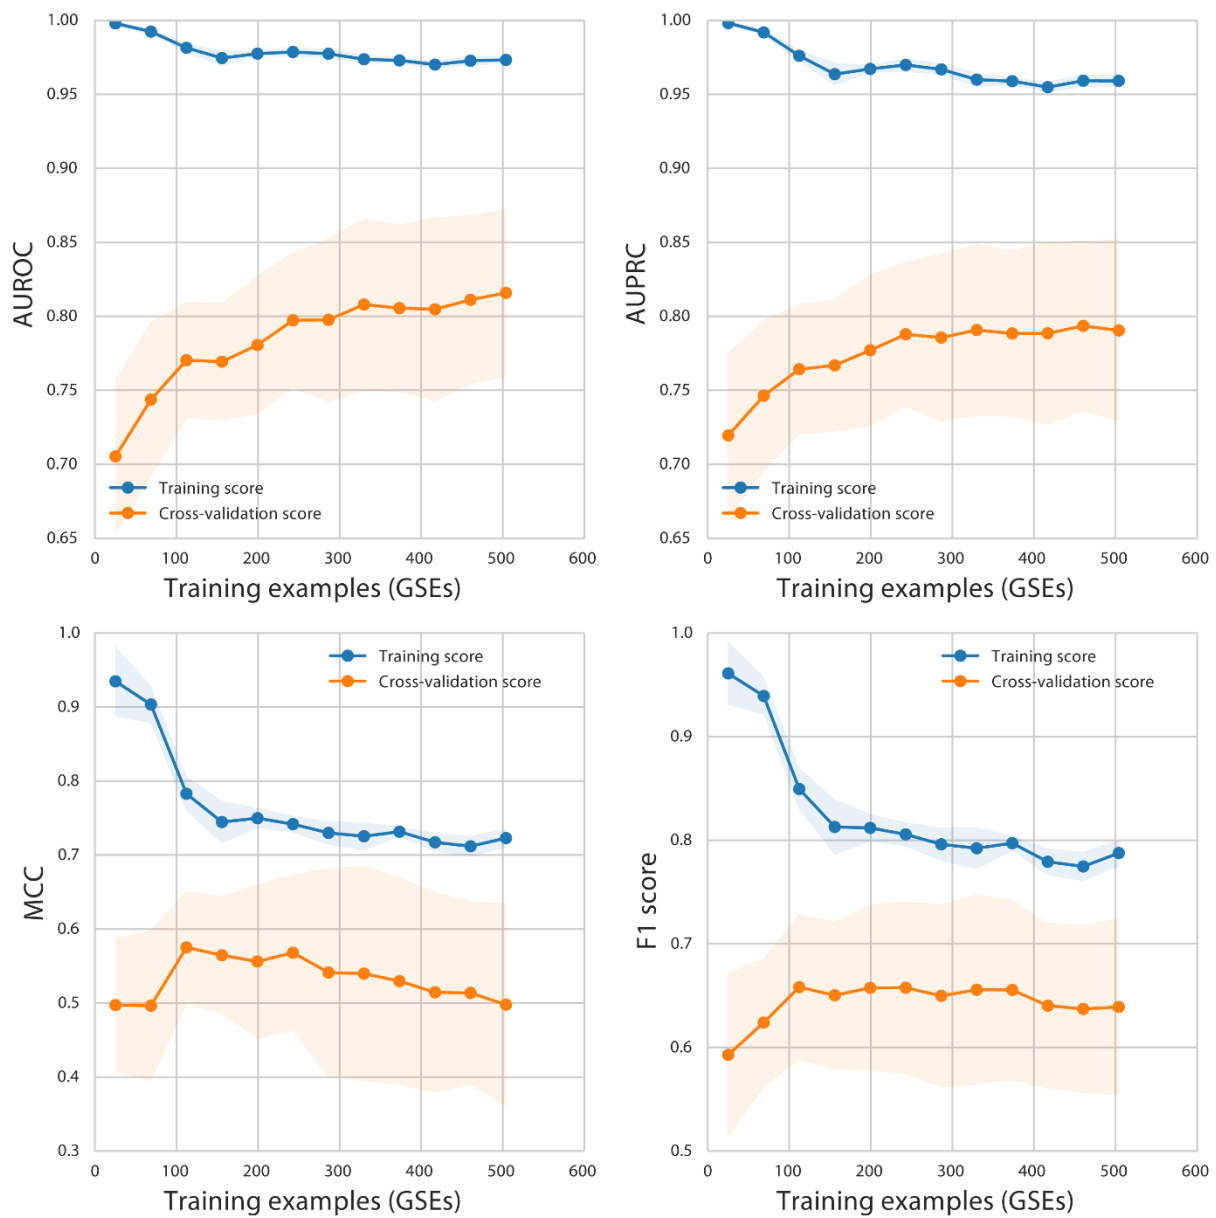 1.00
0.95
0.90
0.85
0.80
0.75
0.70
0.65
AUROC
Training score
Cross-validation score
0 100 200 300 400 500 600
Training examples (GSEs)
1.00
0.95
0.90
0.85
0.80
0.75
0.70
0.65
AUPRC
Training score
Cross-validation score
0 100 200 300 400 500 600
Training examples (GSEs)
1.0
0.9
0.8
0.7
0.6
0.5
0.4
0.3
MCC
Training score
Cross-validation score
0 100 200 300 400 500 600
Training examples (GSEs)
1.0
0.9
0.8
0.7
0.6
0.5
F1 score
Training score
Cross-validation score
0 100 200 300 400 500 600
Training examples (GSEs)